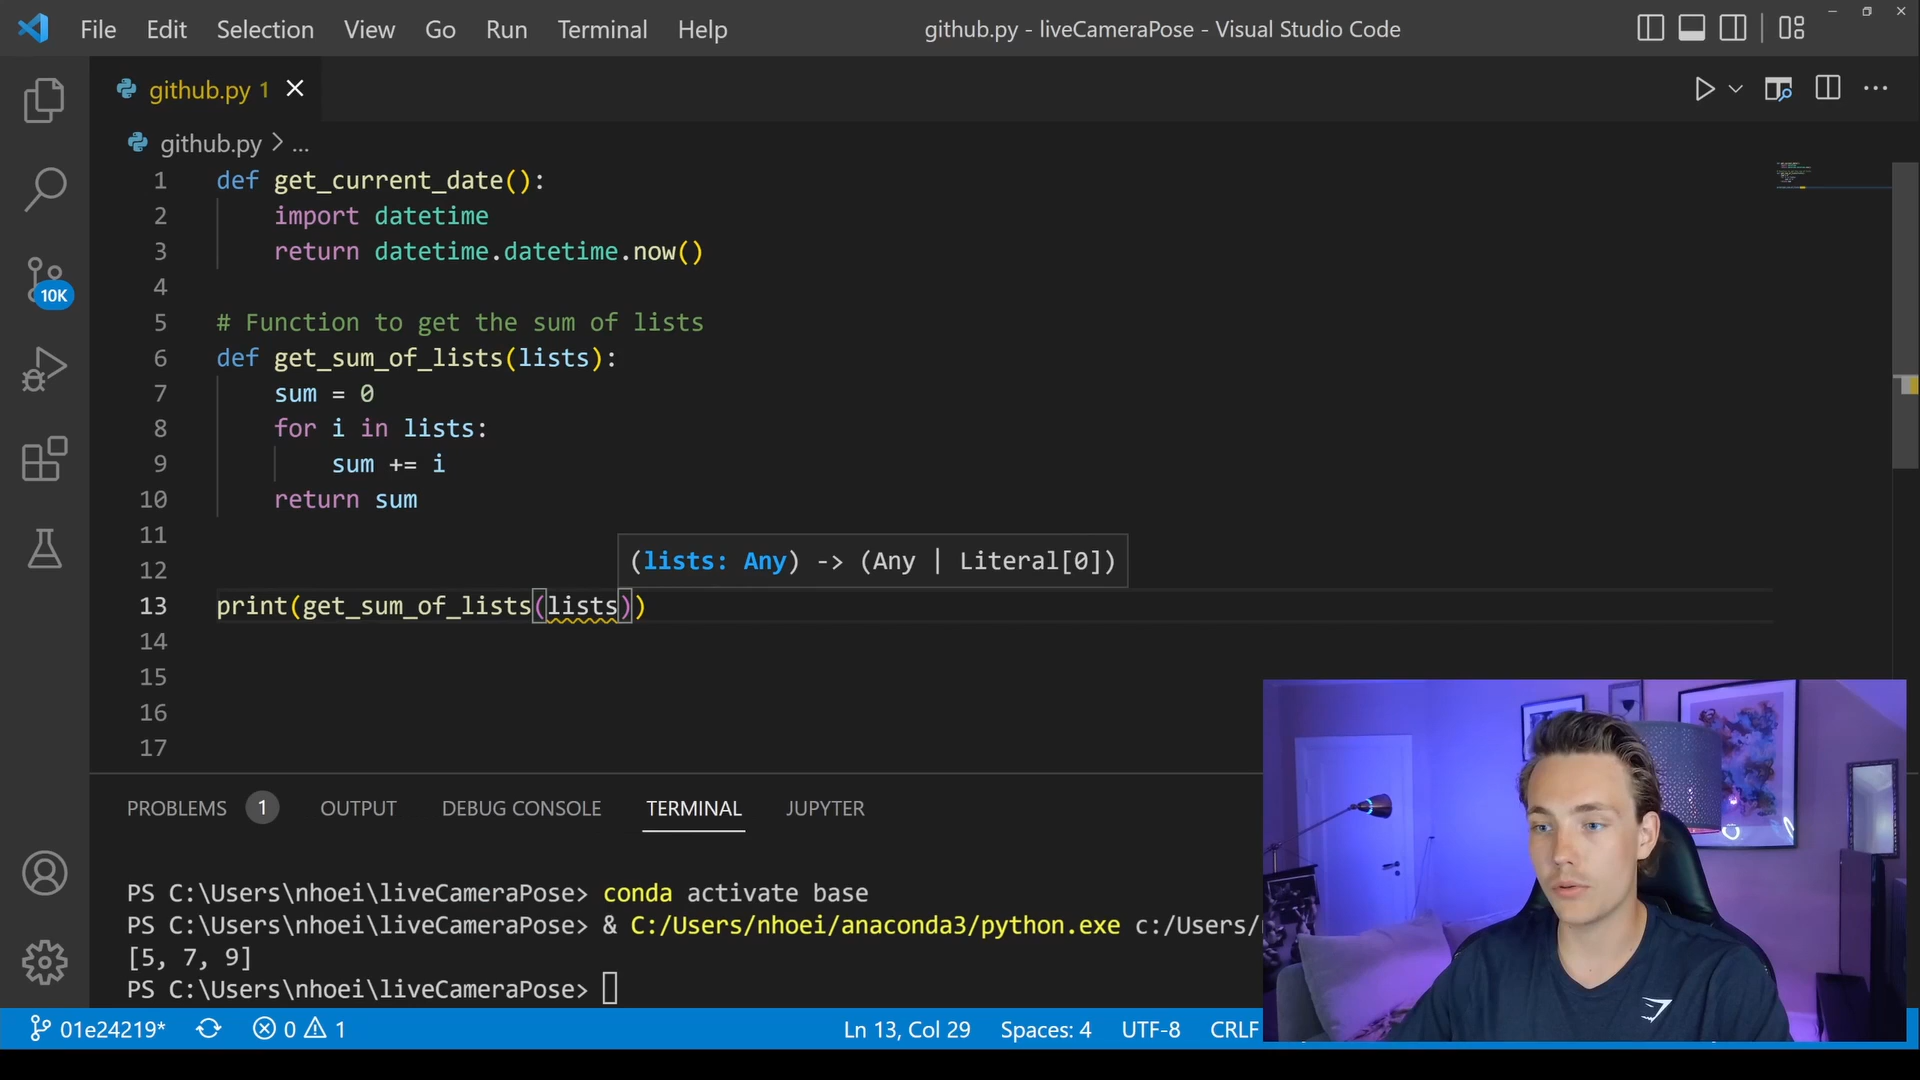 File Edit Selection View Go Run Terminal Help github.py - liveCameraPose - Visual Studio Code
github.py 1
github.py > ...
1 def get_current_date():
2 import datetime
3 return datetime.datetime.now()
4
5 # Function to get the sum of lists
6 def get_sum_of_lists(lists):
7 sum = 0
8 for i in lists:
9 sum += i
10 return sum
11
12
(lists: Any) -> (Any | Literal[0])
13 print(get_sum_of_lists(lists))
14
15
16
17
10K
PROBLEMS 1 OUTPUT DEBUG CONSOLE TERMINAL JUPYTER
PS C:\Users\nhoei\liveCameraPose> conda activate base
PS C:\Users\nhoei\liveCameraPose> & C:/Users/nhoei/anaconda3/python.exe c:/Users/
[5, 7, 9]
PS C:\Users\nhoei\liveCameraPose>
01e24219* 0 1 Ln 13, Col 29 Spaces: 4 UTF-8 CRLF